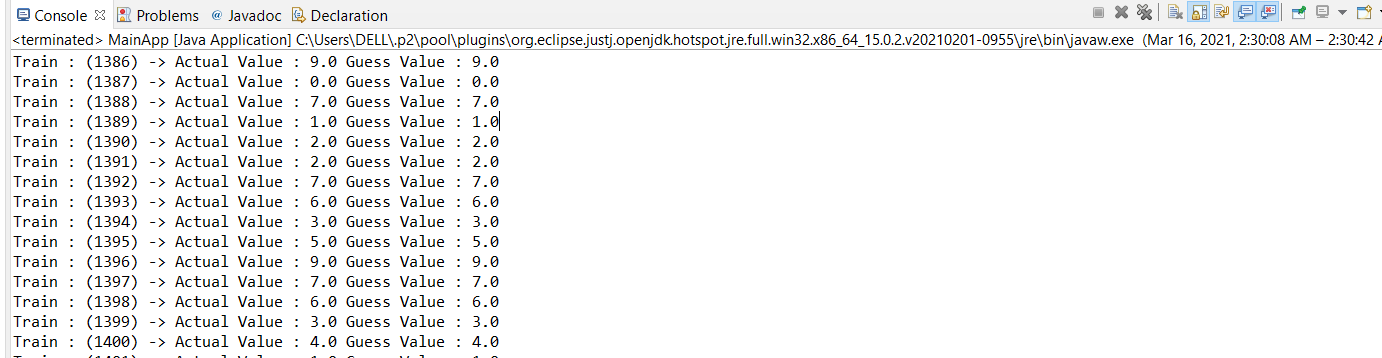 Console Problems @ Javadoc Declaration
<terminated> MainApp [Java Application] C:\Users\DELL\.p2\pool\plugins\org.eclipse.justj.openjdk.hotspot.jre.full.win32.x86_64_15.0.2.v20210201-0955\jre\bin\javaw.exe (Mar 16, 2021, 2:30:08 AM – 2:30:42
Train : (1386) -> Actual Value : 9.0 Guess Value : 9.0
Train : (1387) -> Actual Value : 0.0 Guess Value : 0.0
Train : (1388) -> Actual Value : 7.0 Guess Value : 7.0
Train : (1389) -> Actual Value : 1.0 Guess Value : 1.0
Train : (1390) -> Actual Value : 2.0 Guess Value : 2.0
Train : (1391) -> Actual Value : 2.0 Guess Value : 2.0
Train : (1392) -> Actual Value : 7.0 Guess Value : 7.0
Train : (1393) -> Actual Value : 6.0 Guess Value : 6.0
Train : (1394) -> Actual Value : 3.0 Guess Value : 3.0
Train : (1395) -> Actual Value : 5.0 Guess Value : 5.0
Train : (1396) -> Actual Value : 9.0 Guess Value : 9.0
Train : (1397) -> Actual Value : 7.0 Guess Value : 7.0
Train : (1398) -> Actual Value : 6.0 Guess Value : 6.0
Train : (1399) -> Actual Value : 3.0 Guess Value : 3.0
Train : (1400) -> Actual Value : 4.0 Guess Value : 4.0